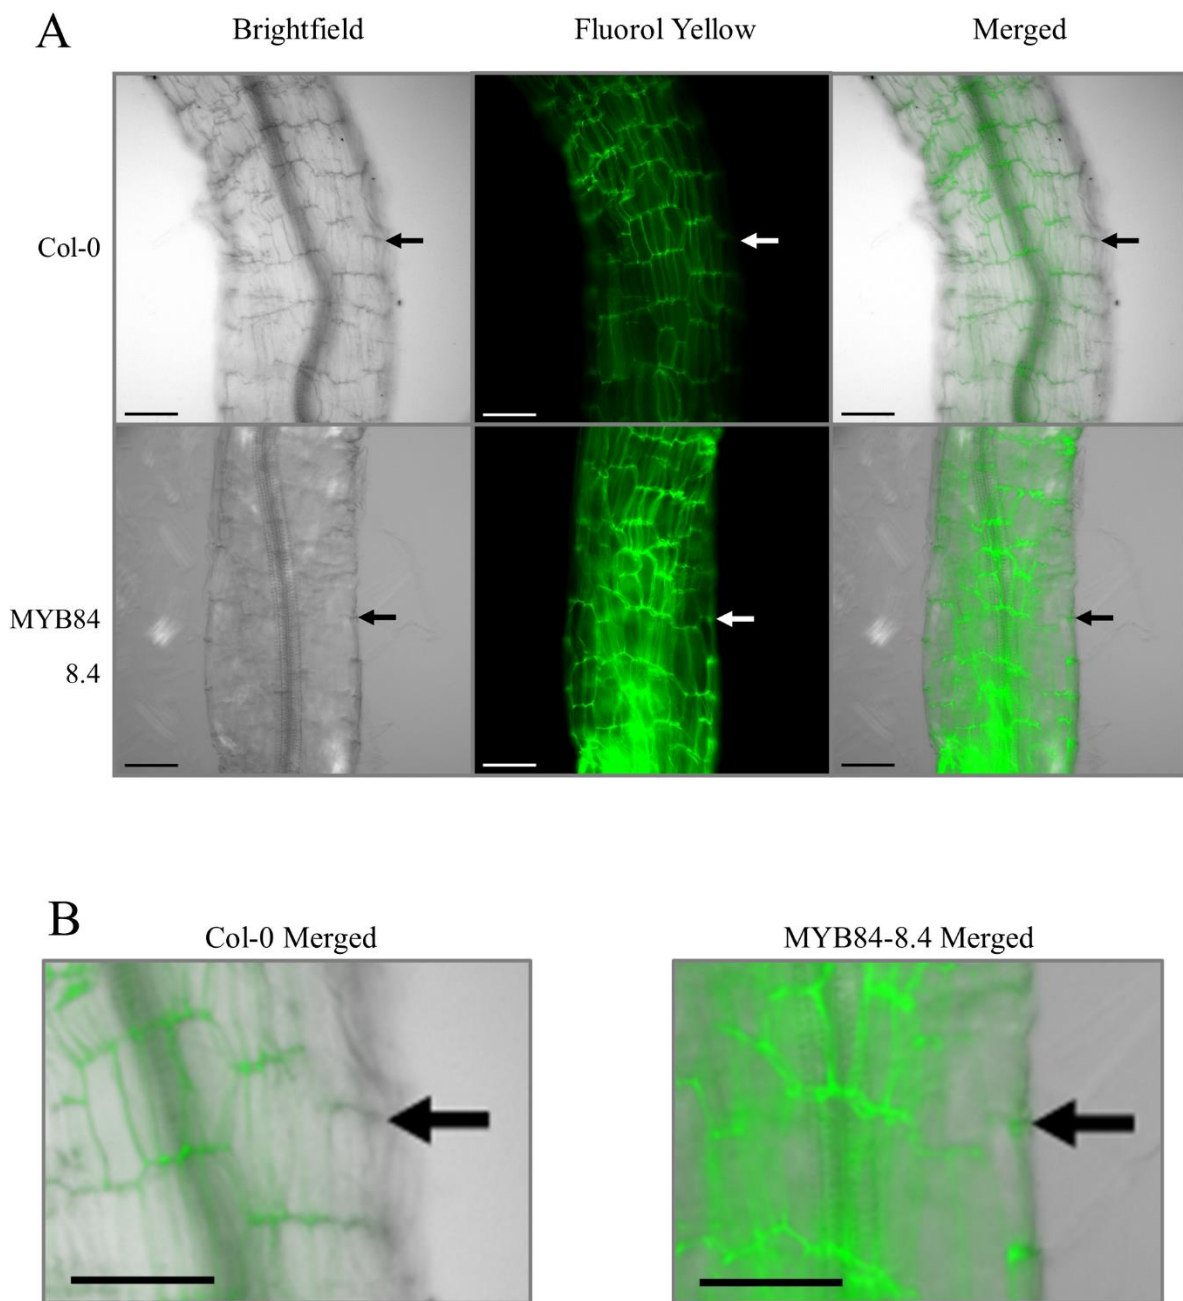 A
Brightfield
Fluorol Yellow
Merged
Col-0
MYB84
8.4
B
Col-0 Merged
MYB84-8.4 Merged